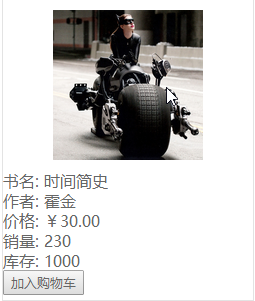 书名: 时间简史
作者: 霍金
价格: ￥30.00
销量: 230
库存: 1000
加入购物车